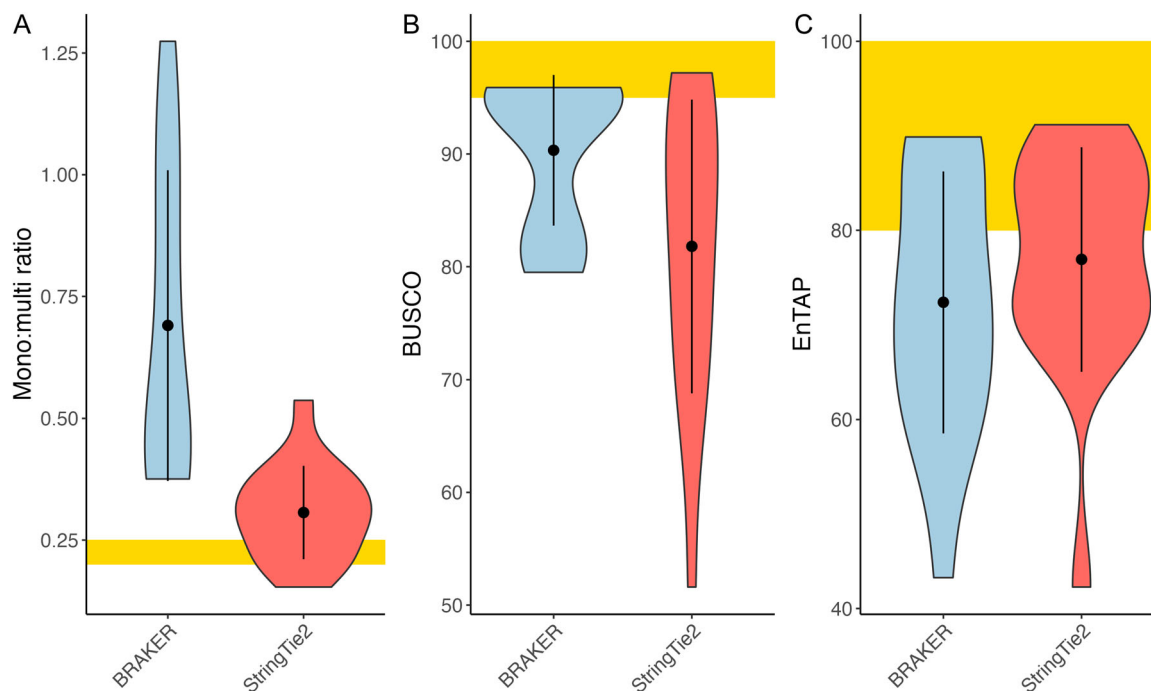 A
Mono:multi ratio
1.25
1.00
0.75
0.50
0.25
BRAKER
StringTie2
B
BUSCO
100
90
80
70
60
50
BRAKER
StringTie2
C
EnTAP
100
80
60
40
BRAKER
StringTie2